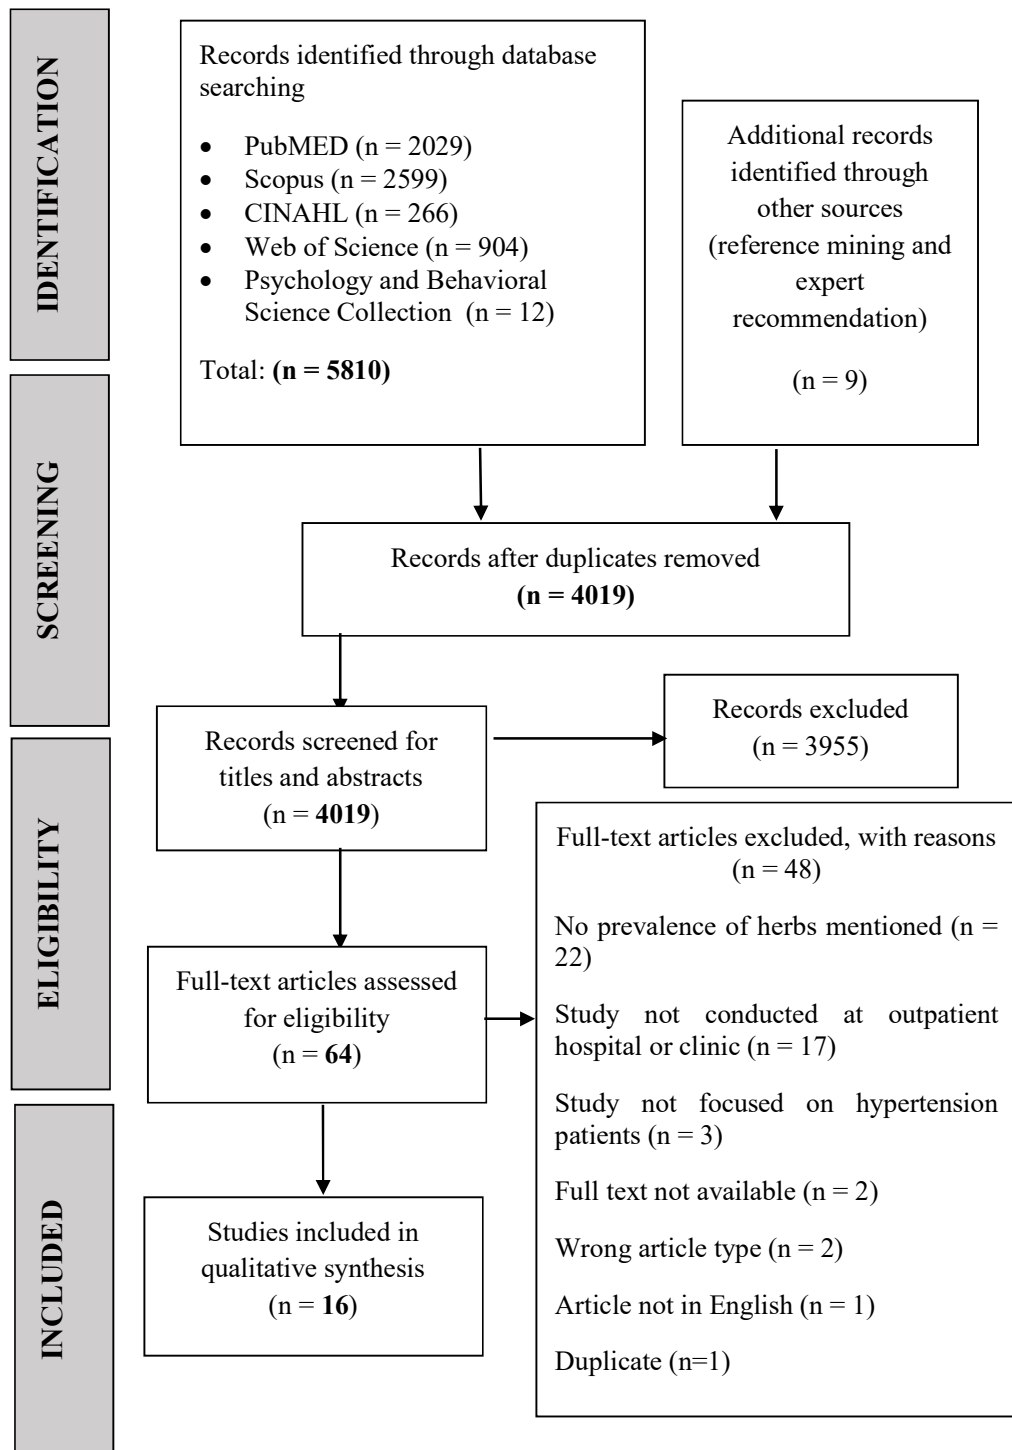 IDENTIFICATION
Records identified through database
searching
• PubMED (n = 2029)
• Scopus (n = 2599)
• CINAHL (n = 266)
• Web of Science (n = 904)
• Psychology and Behavioral
Science Collection (n = 12)
Total: (n = 5810)
Additional records
identified through
other sources
(reference mining and
expert
recommendation)
(n = 9)
SCREENING
Records after duplicates removed
(n = 4019)
Records screened for
titles and abstracts
(n = 4019)
Records excluded
(n = 3955)
ELIGIBILITY
Full-text articles assessed
for eligibility
(n = 64)
Full-text articles excluded, with reasons
(n = 48)
No prevalence of herbs mentioned (n =
22)
Study not conducted at outpatient
hospital or clinic (n = 17)
Study not focused on hypertension
patients (n = 3)
Full text not available (n = 2)
Wrong article type (n = 2)
Article not in English (n = 1)
Duplicate (n=1)
INCLUDED
Studies included in
qualitative synthesis
(n = 16)